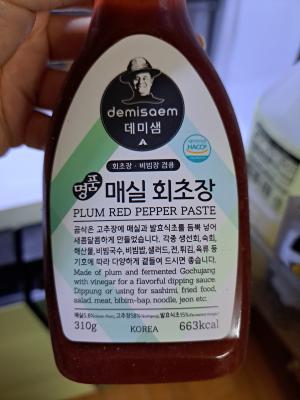 demisaem
데미샘
HACCP
회초장 · 비빔장 겸용
명품 매실 회초장
PLUM RED PEPPER PASTE
곰식은 고추장에 매실과 발효식초를 듬뿍 넣어
새콤달콤하게 만들었습니다. 각종 생선회, 숙회,
해산물, 비빔국수, 비빔밥, 샐러드, 전, 튀김, 육류 등
기호에 따라 다양하게 곁들여 드시면 좋습니다.
Made of plum and fermented Gochujang
with vinegar for a flavorful dipping sauce.
Dippung or using for sashimi, fried food,
salad, meat, bibim-bap, noodle, jeon etc.
고추장58%
310g KOREA 663kcal